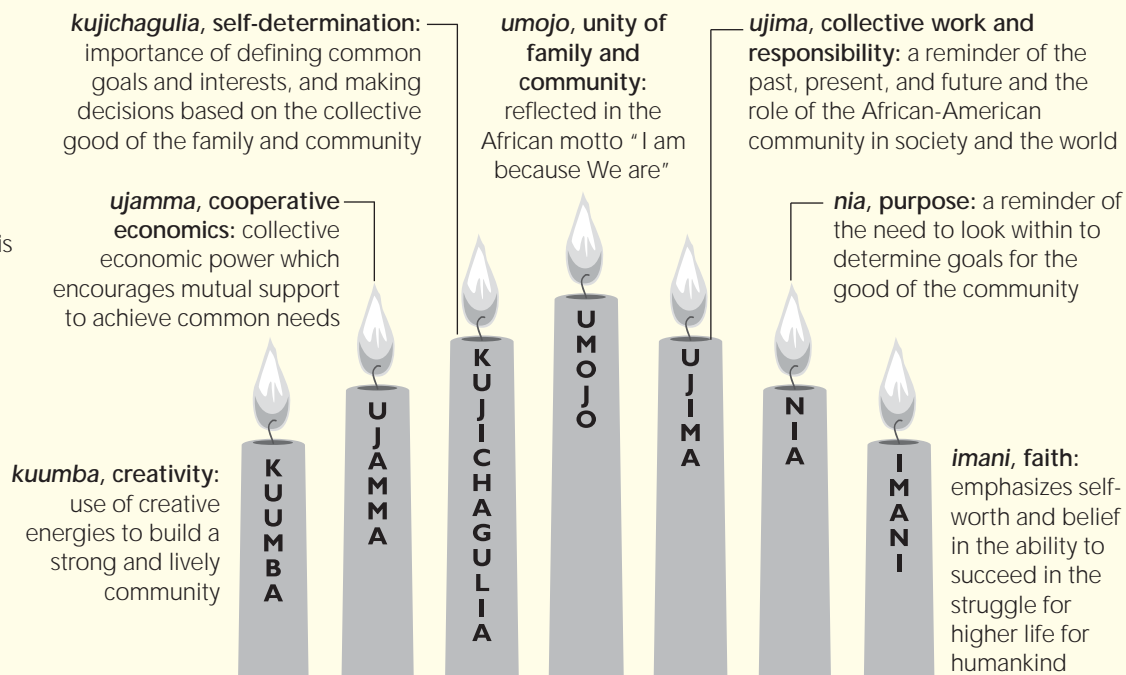 kujichagulia, self-determination:
importance of defining common
goals and interests, and making
decisions based on the collective
good of the family and community
umojo, unity of
family and
community:
reflected in the
African motto "I am
because We are"
ujima, collective work and
responsibility: a reminder of the
past, present, and future and the
role of the African-American
community in society and the world
ujamma, cooperative
economics: collective
economic power which
encourages mutual support
to achieve common needs
nia, purpose: a reminder of
the need to look within to
determine goals for the
good of the community
is
kuumba, creativity:
use of creative
energies to build a
strong and lively
community
KUUMBA
UJAMMA
KUJICHAGULIA
UMOJO
UJIMA
NIA
IMANI
imani, faith:
emphasizes self-
worth and belief
in the ability to
succeed in the
struggle for
higher life for
humankind